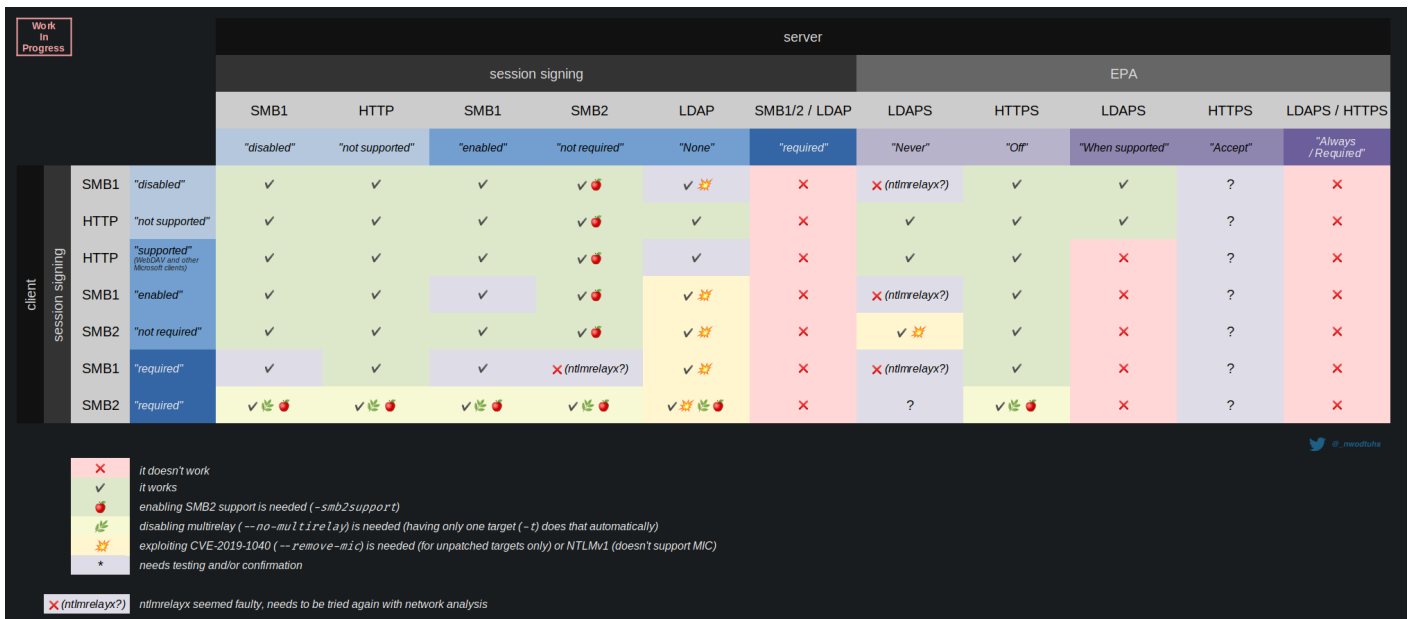 Work
In
Progress
server
session signing EPA
SMB1 HTTP SMB1 SMB2 LDAP SMB1/2 / LDAP LDAPS HTTPS LDAPS HTTPS LDAPS / HTTPS
"disabled" "not supported" "enabled" "not required" "None" "required" "Never" "Off" "When supported" "Accept" "Always
/ Required"
client
session signing
SMB1 "disabled" ✔ ✔ ✔ ✔🍎 ✔💥 ❌ ❌(ntlmrelayx?) ✔ ✔ ? ❌
HTTP "not supported" ✔ ✔ ✔ ✔🍎 ✔ ❌ ✔ ✔ ✔ ? ❌
HTTP "supported"
(WebDAV and other
Microsoft clients)
✔ ✔ ✔ ✔🍎 ✔ ❌ ✔ ✔ ❌ ? ❌
SMB1 "enabled" ✔ ✔ ✔ ✔🍎 ✔💥 ❌ ❌(ntlmrelayx?) ✔ ❌ ? ❌
SMB2 "not required" ✔ ✔ ✔ ✔🍎 ✔💥 ❌ ✔💥 ✔ ❌ ? ❌
SMB1 "required" ✔ ✔ ✔ ❌(ntlmrelayx?) ✔💥 ❌ ❌(ntlmrelayx?) ✔ ❌ ? ❌
SMB2 "required" ✔🌿🍎 ✔🌿🍎 ✔🌿🍎 ✔🌿🍎 ✔💥🌿🍎 ❌ ? ✔🌿🍎 ❌ ? ❌
@_nwodtuhs
❌ it doesn't work
✔ it works
🍎 enabling SMB2 support is needed (-smb2support)
🌿 disabling multirelay (--no-multirelay) is needed (having only one target (-t) does that automatically)
💥 exploiting CVE-2019-1040 (--remove-mic) is needed (for unpatched targets only) or NTLMv1 (doesn't support MIC)
* needs testing and/or confirmation
❌(ntlmrelayx?) ntlmrelayx seemed faulty, needs to be tried again with network analysis